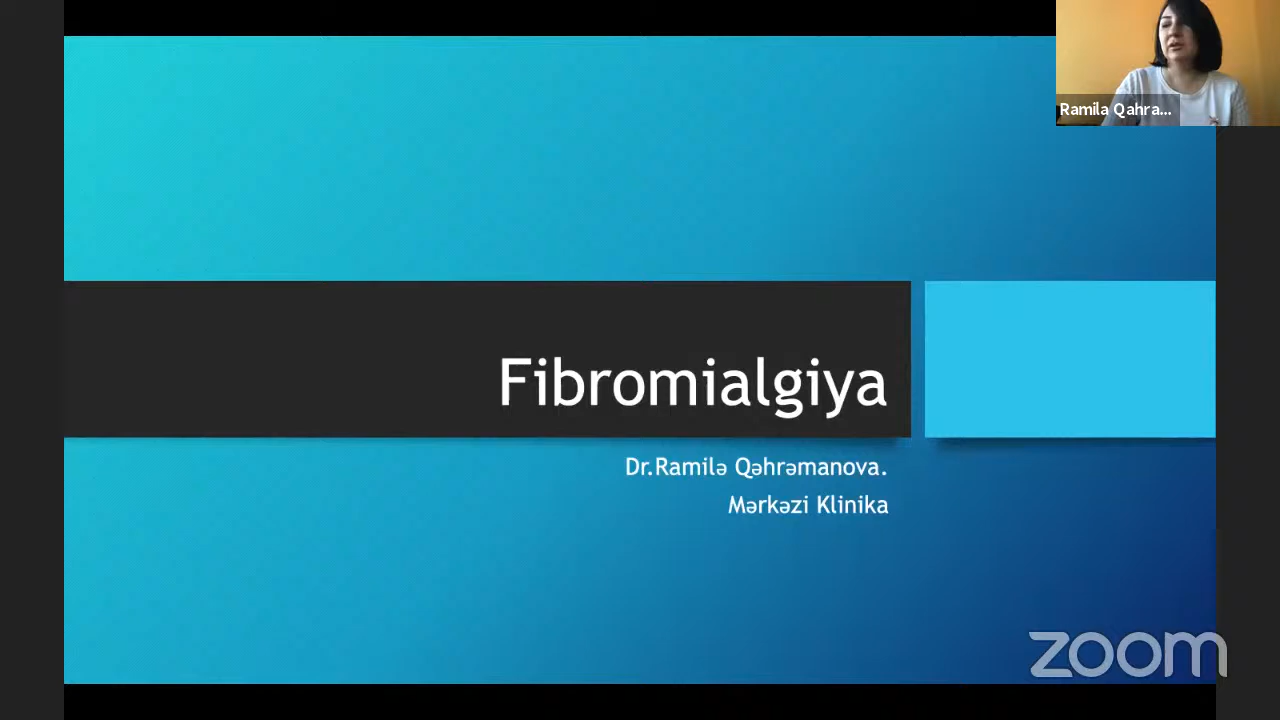 Ramila Qahra...
Fibromialgiya
Dr.Ramilə Qəhrəmanova.
Mərkəzi Klinika
zoom